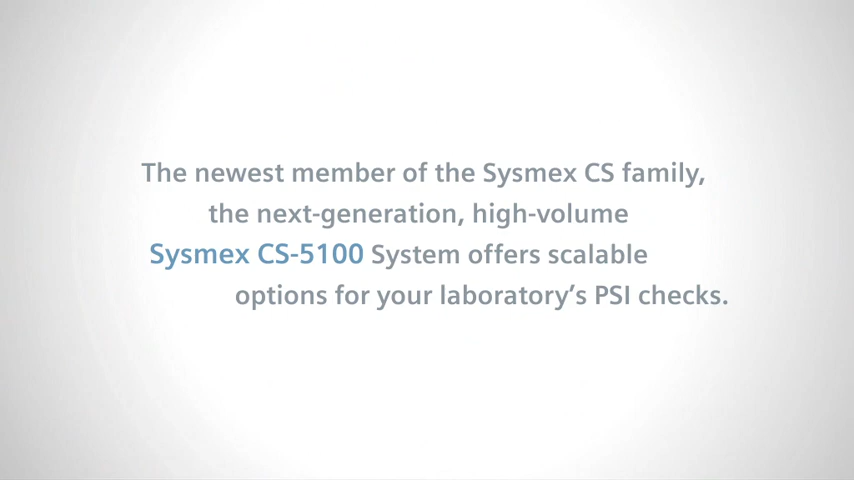 The newest member of the Sysmex CS family,
the next-generation, high-volume
Sysmex CS-5100 System offers scalable
options for your laboratory’s PSI checks.